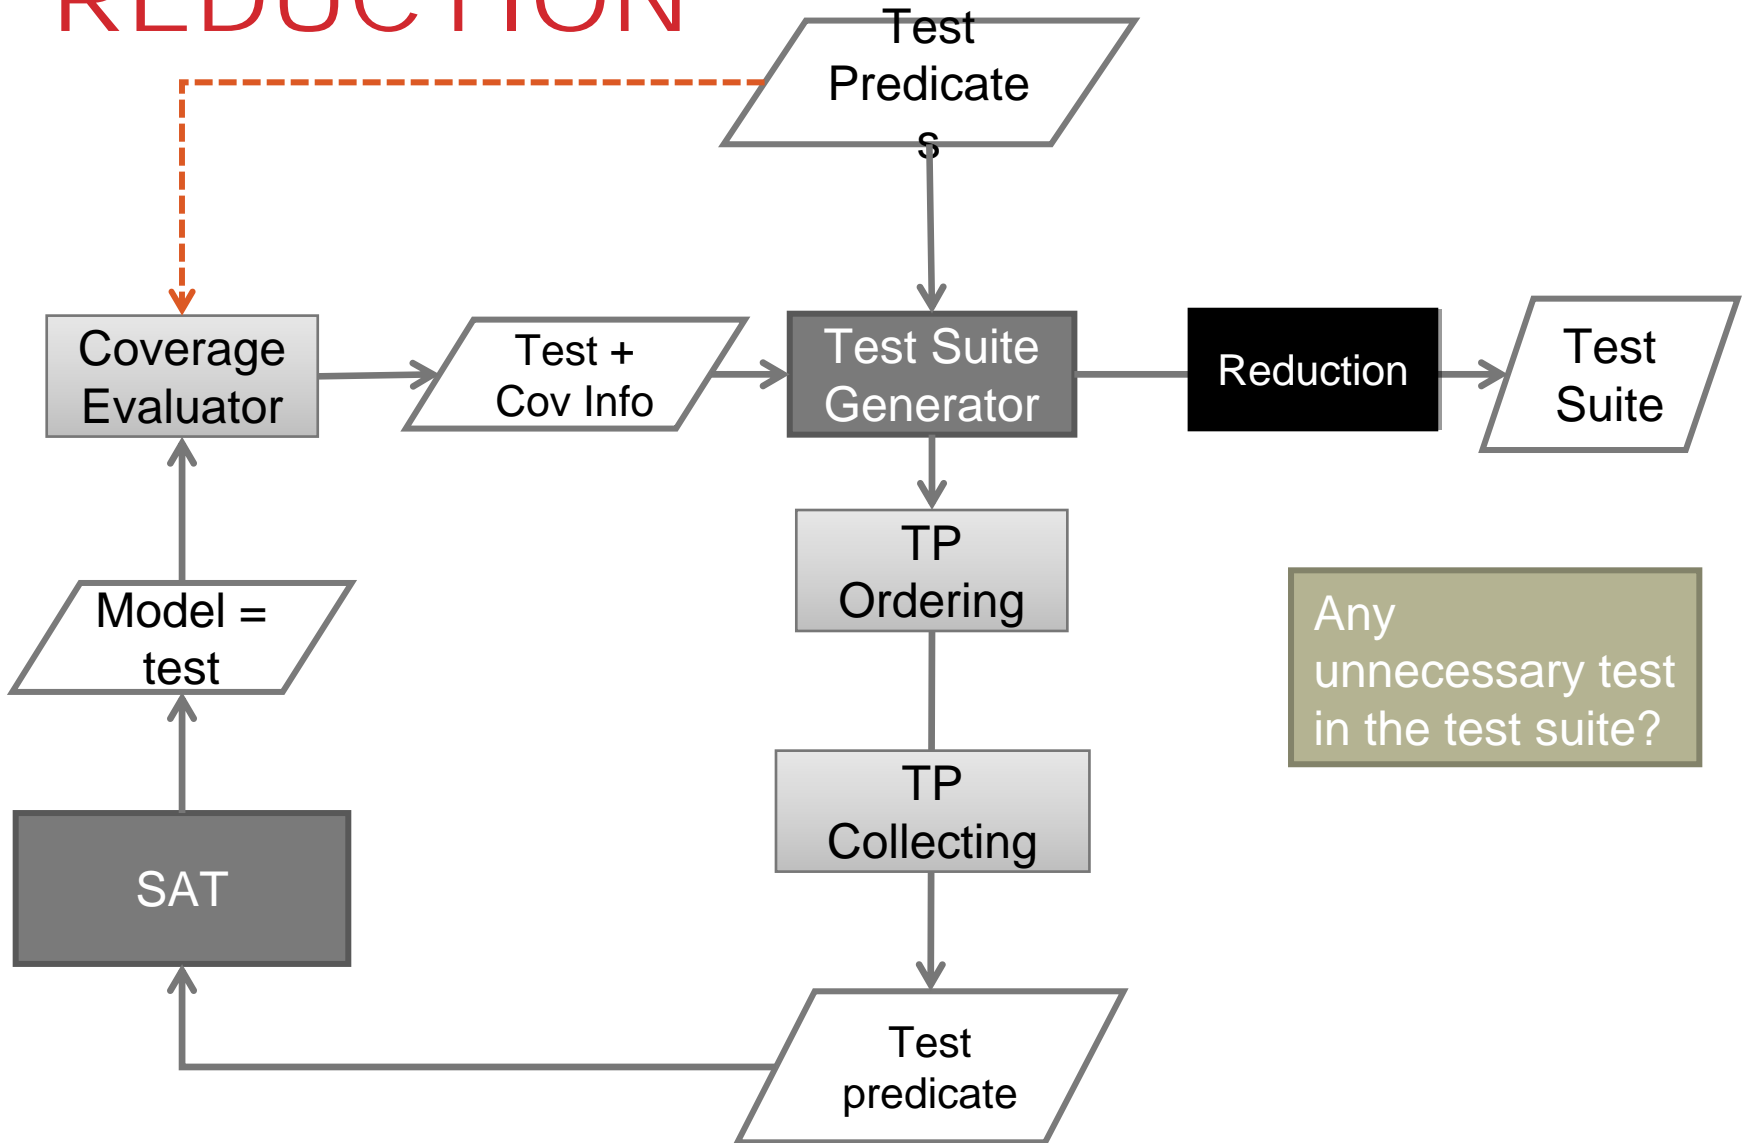 REDUCTION
Test
Predicate
s
Coverage
Evaluator
Test +
Cov Info
Test Suite
Generator
Reduction
Test
Suite
TP
Ordering
Model =
test
Any
unnecessary test
in the test suite?
TP
Collecting
SAT
Test
predicate